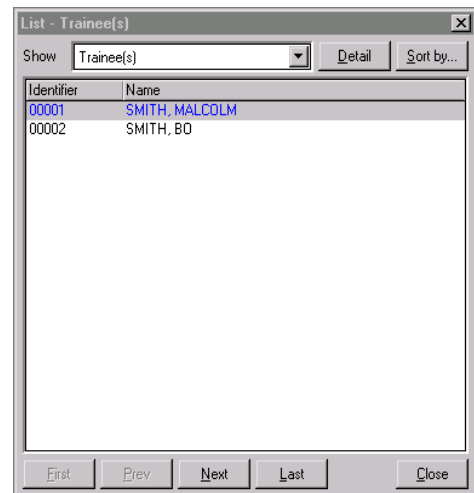 List - Trainee(s)
Show Trainee(s) Detail Sort by...
Identifier Name
00001 SMITH, MALCOLM
00002 SMITH, BO
First Prev Next Last Close